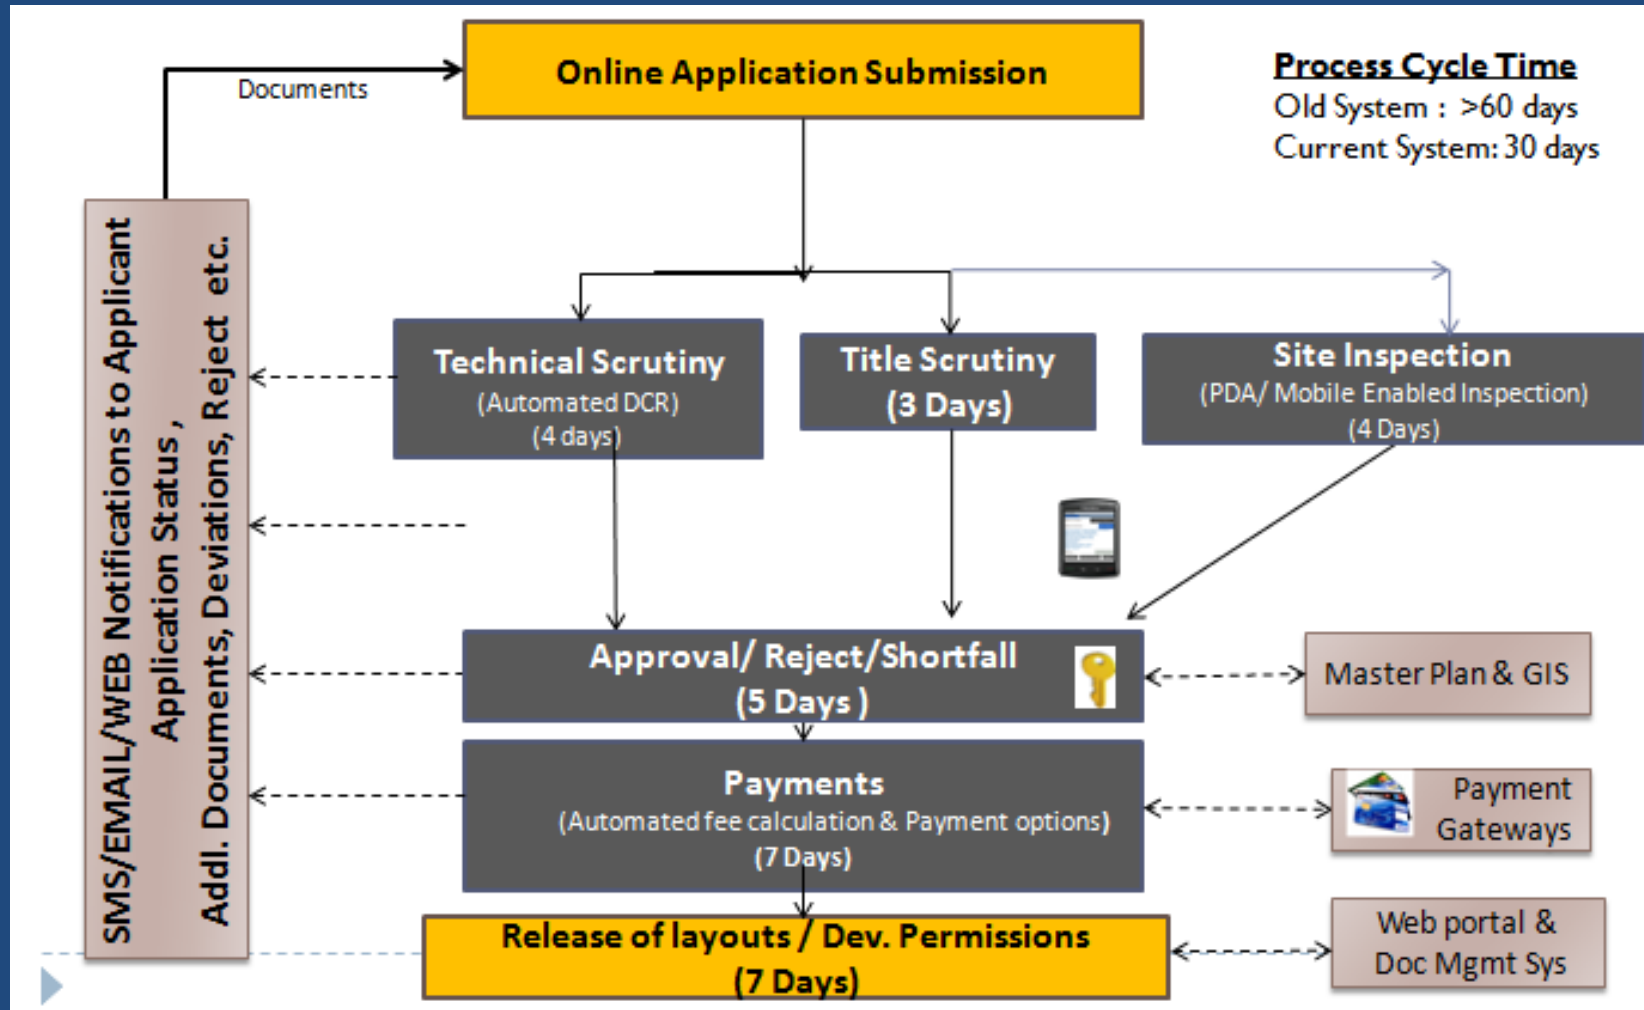 Online Application Submission
Documents
Process Cycle Time
Old System : >60 days
Current System: 30 days
SMS/EMAIL/WEB Notifications to Applicant
Application Status ,
Addl. Documents, Deviations, Reject etc.
Technical Scrutiny
(Automated DCR)
(4 days)
Title Scrutiny
(3 Days)
Site Inspection
(PDA/ Mobile Enabled Inspection)
(4 Days)
Approval/ Reject/Shortfall
(5 Days )
Master Plan & GIS
Payments
(Automated fee calculation & Payment options)
(7 Days)
Payment
Gateways
Release of layouts / Dev. Permissions
(7 Days)
Web portal &
Doc Mgmt Sys